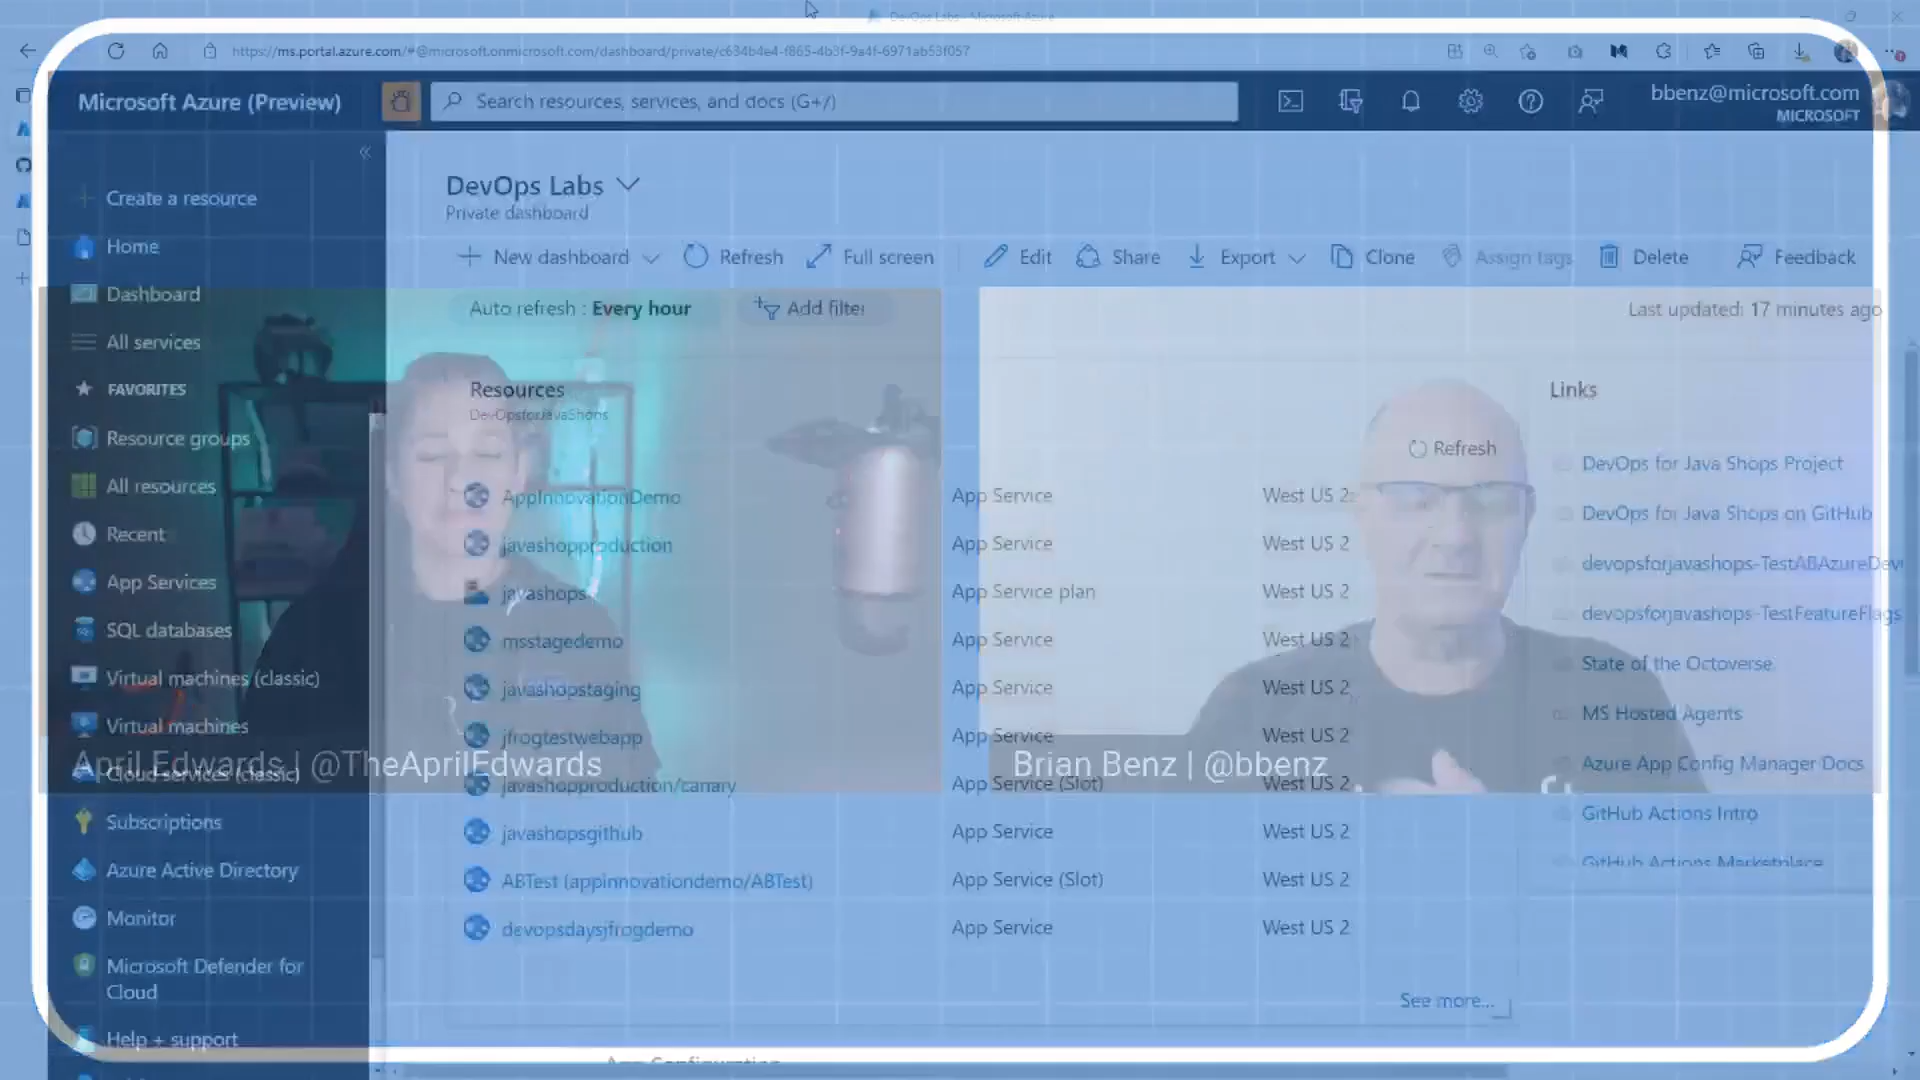 DevOps Labs - Microsoft Azure
https://ms.portal.azure.com/#@microsoft.onmicrosoft.com/dashboard/private/c634b4e4-f865-4b3f-9a4f-6971ab53f057
Microsoft Azure (Preview)
Search resources, services, and docs (G+/)
bbenz@microsoft.com
MICROSOFT
Create a resource
Home
Dashboard
All services
FAVORITES
Resource groups
All resources
Recent
App Services
SQL databases
Virtual machines (classic)
Virtual machines
Cloud services (classic)
Subscriptions
Azure Active Directory
Monitor
Microsoft Defender for
Cloud
Help + support
DevOps Labs
Private dashboard
New dashboard Refresh Full screen Edit Share Export Clone Assign tags Delete Feedback
Auto refresh : Every hour Add filter
Last updated: 17 minutes ago
Resources
DevOpsforJavaShops
Refresh
AppInnovationDemo App Service West US 2
javashopproduction App Service West US 2
javashops App Service plan West US 2
msstagedemo App Service West US 2
javashopstaging App Service West US 2
jfrogtestwebapp App Service West US 2
javashopproduction/canary App Service (Slot) West US 2
javashopsgithub App Service West US 2
ABTest (appinnovationdemo/ABTest) App Service (Slot) West US 2
devopsdaysjfrogdemo App Service West US 2
See more...
App Configuration
Links
DevOps for Java Shops Project
DevOps for Java Shops on GitHub
devopsforjavashops-TestABAzureDev
devopsforjavashops-TestFeatureFlags
State of the Octoverse
MS Hosted Agents
Azure App Config Manager Docs
GitHub Actions Intro
GitHub Actions Marketplace
April Edwards | @TheAprilEdwards
Brian Benz | @bbenz